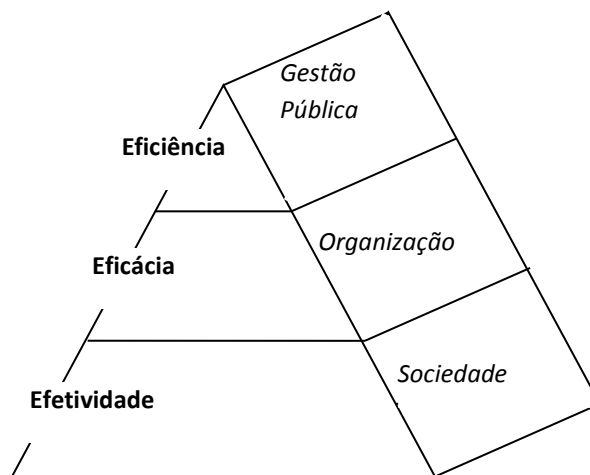 Gestão
Pública
Eficiência
Organização
Eficácia
Sociedade
Efetividade